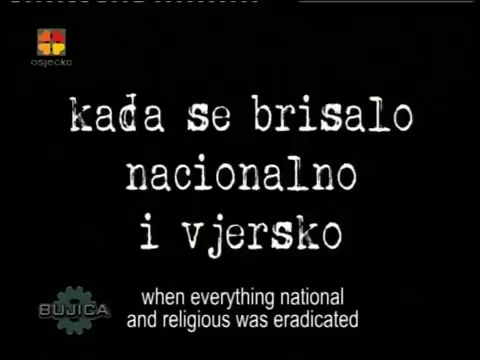 osječka
kada se brisalo
nacionalno
i vjersko
BUJICA
when everything national
and religious was eradicated